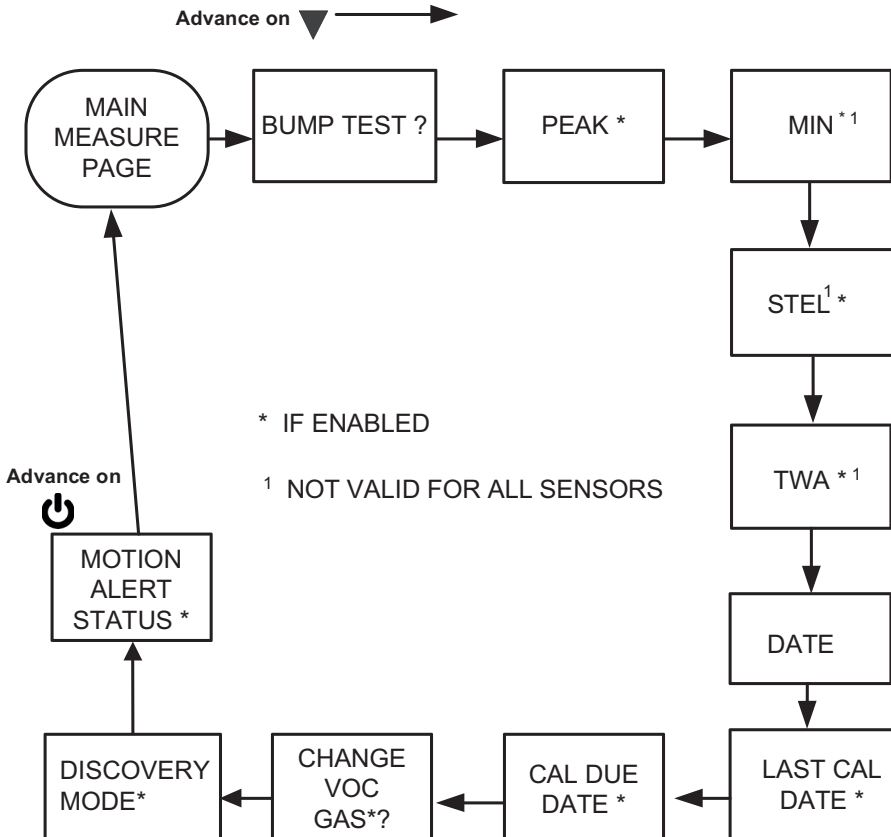 Advance on
MAIN
MEASURE
PAGE
BUMP TEST ?
PEAK *
MIN * 1
STEL 1 *
* IF ENABLED
1 NOT VALID FOR ALL SENSORS
TWA * 1
Advance on
MOTION
ALERT
STATUS *
DATE
DISCOVERY
MODE*
CHANGE
VOC
GAS*?
CAL DUE
DATE *
LAST CAL
DATE *